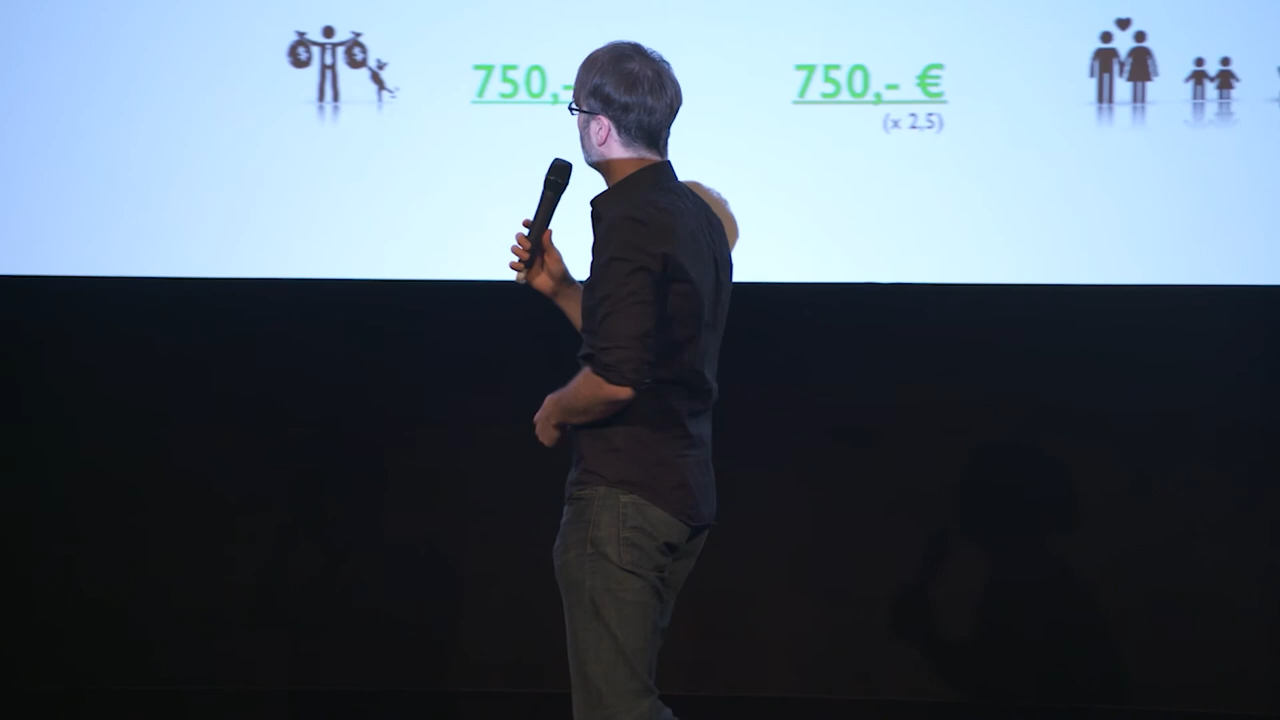 750,-
750,- €
(x 2,5)